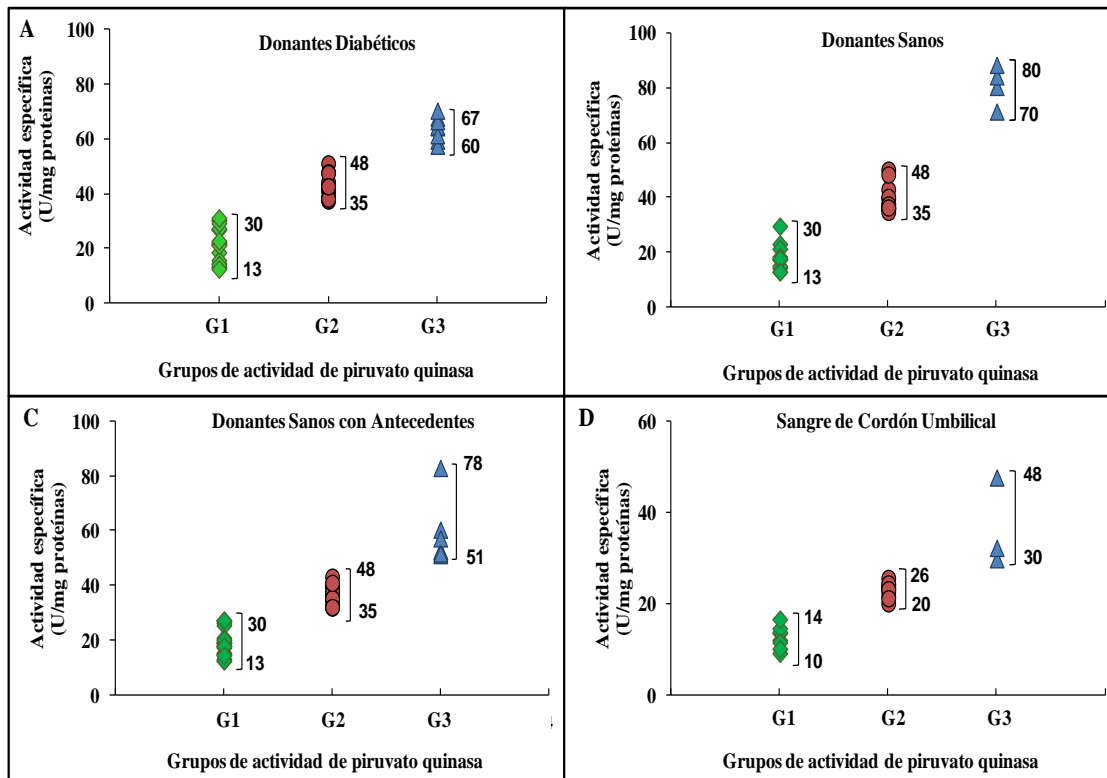 A
Donantes Diabéticos
Actividad específica
(U/mg proteínas)
100
80
60
40
20
0
67
60
48
35
30
13
G1 G2 G3
Grupos de actividad de piruvato quinasa
Donantes Sanos
Actividad específica
(U/mg proteínas)
100
80
60
40
20
0
80
70
48
35
30
13
G1 G2 G3
Grupos de actividad de piruvato quinasa
C
Donantes Sanos con Antecedentes
Actividad específica
(U/mg proteínas)
100
80
60
40
20
0
78
51
48
35
30
13
G1 G2 G3
Grupos de actividad de piruvato quinasa
D
Sangre de Cordón Umbilical
Actividad específica
(U/mg proteínas)
60
40
20
0
48
30
26
20
14
10
G1 G2 G3
Grupos de actividad de piruvato quinasa